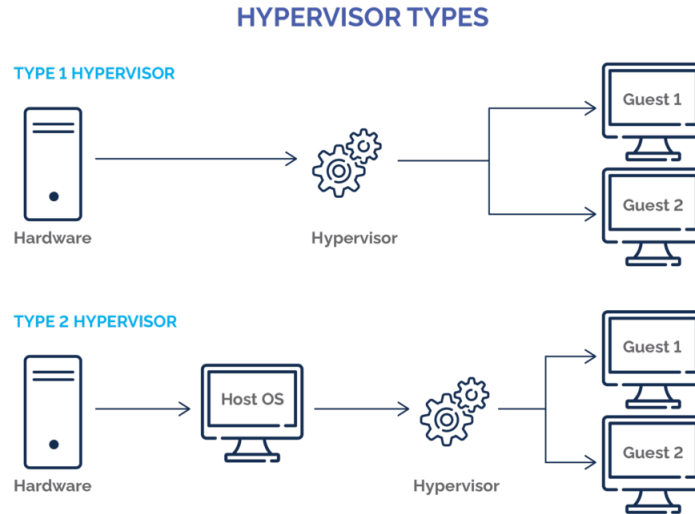 HYPERVISOR TYPES
TYPE 1 HYPERVISOR
Guest 1
Guest 2
Hardware
Hypervisor
TYPE 2 HYPERVISOR
Guest 1
Host OS
Guest 2
Hardware
Hypervisor